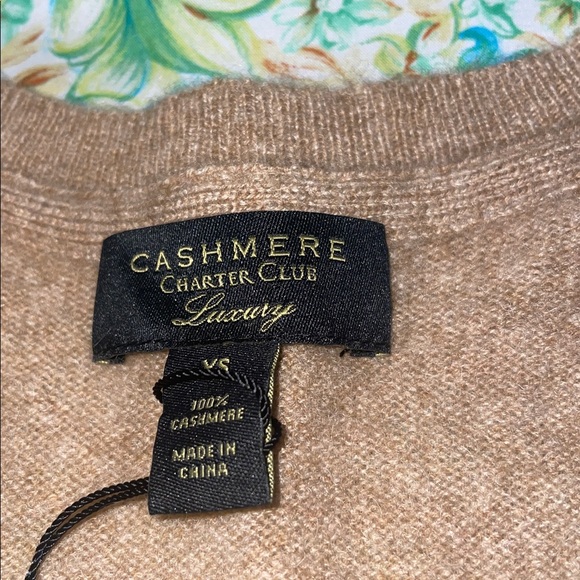 CASHMERE
CHARTER CLUB
Luxury
XS
100%
CASHMERE
MADE IN
CHINA